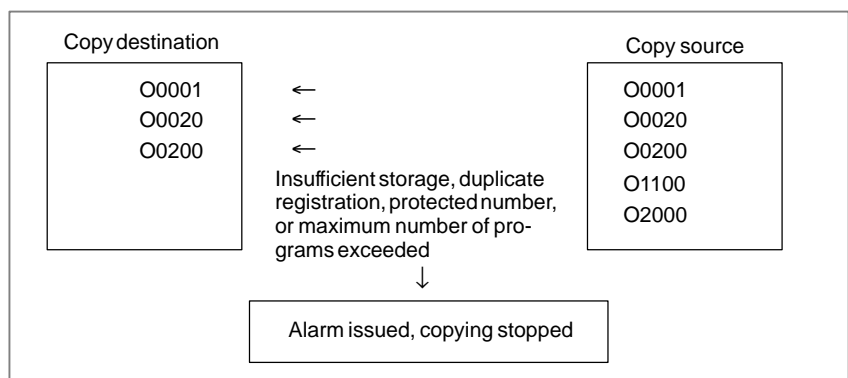 Copy destination
Copy source
O0001 ← O0001
O0020 ← O0020
O0200 ← O0200
O1100
O2000
Insufficient storage, duplicate
registration, protected number,
or maximum number of pro-
grams exceeded
↓
Alarm issued, copying stopped